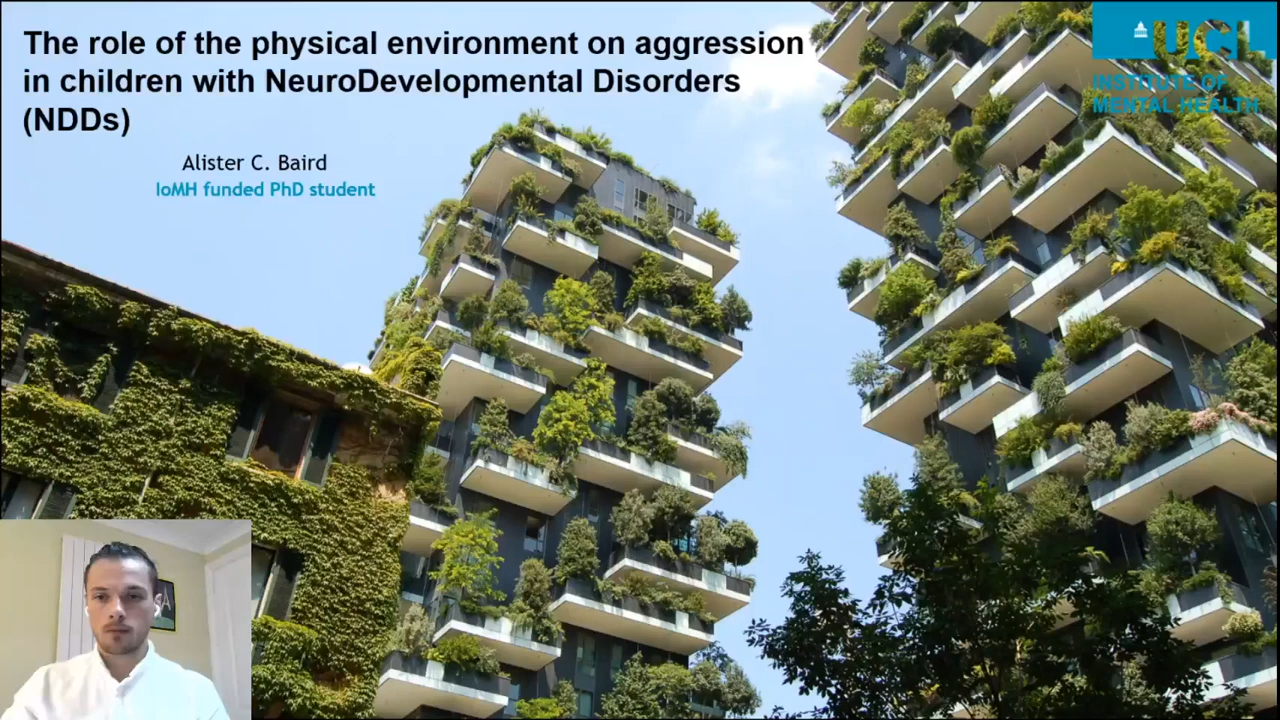 The role of the physical environment on aggression
in children with NeuroDevelopmental Disorders
(NDDs)
Alister C. Baird
IoMH funded PhD student
UCL
INSTITUTE OF
MENTAL HEALTH